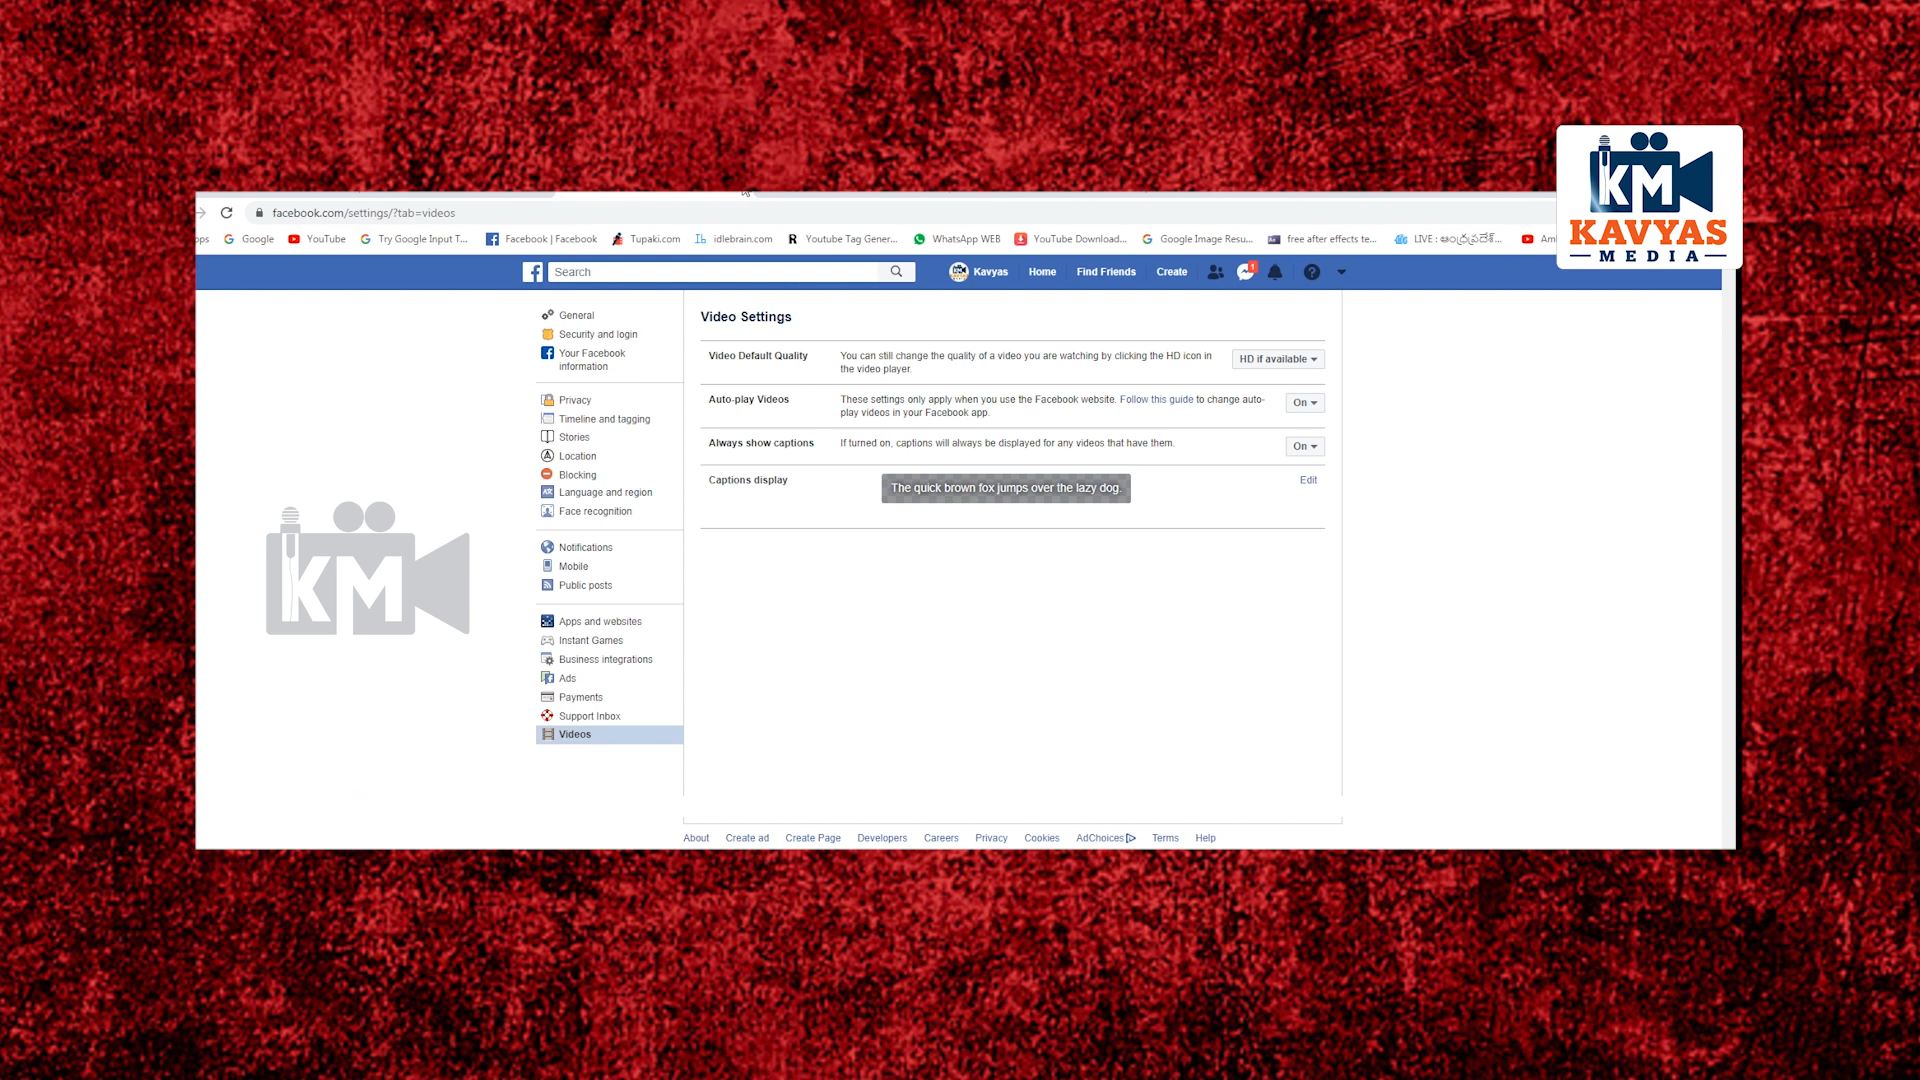 KM
KAVYAS
MEDIA
facebook.com/settings/?tab=videos
Google YouTube Try Google Input T... Facebook | Facebook Tupaki.com idlebrain.com Youtube Tag Gener... WhatsApp WEB YouTube Download... Google Image Resu... free after effects te... LIVE : ఆంధ్రప్రదేశ్...
Search Kavyas Home Find Friends Create 1
General
Security and login
Your Facebook
information
Privacy
Timeline and tagging
Stories
Location
Blocking
Language and region
Face recognition
Notifications
Mobile
Public posts
Apps and websites
Instant Games
Business integrations
Ads
Payments
Support Inbox
Videos
Video Settings
Video Default Quality You can still change the quality of a video you are watching by clicking the HD icon in HD if available
the video player.
Auto-play Videos These settings only apply when you use the Facebook website. Follow this guide to change auto- On
play videos in your Facebook app.
Always show captions If turned on, captions will always be displayed for any videos that have them. On
Captions display The quick brown fox jumps over the lazy dog. Edit
KM
About Create ad Create Page Developers Careers Privacy Cookies AdChoices Terms Help